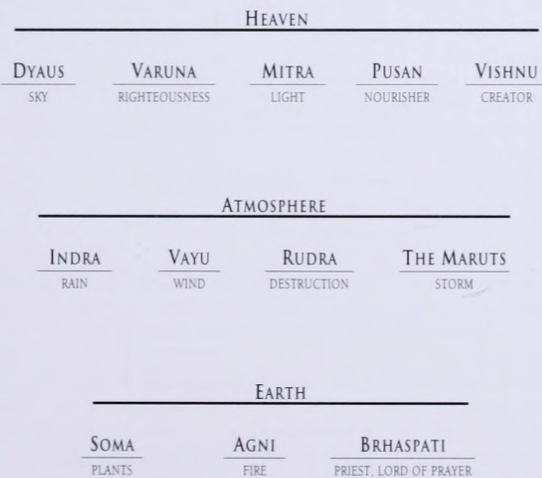 HEAVEN
DYAUS VARUNA MITRA PUSAN VISHNU
SKY RIGHTEOUSNESS LIGHT NOURISHER CREATOR
ATMOSPHERE
INDRA VAYU RUDRA THE MARUTS
RAIN WIND DESTRUCTION STORM
EARTH
SOMA AGNI BRHASPATI
PLANTS FIRE PRIEST, LORD OF PRAYER